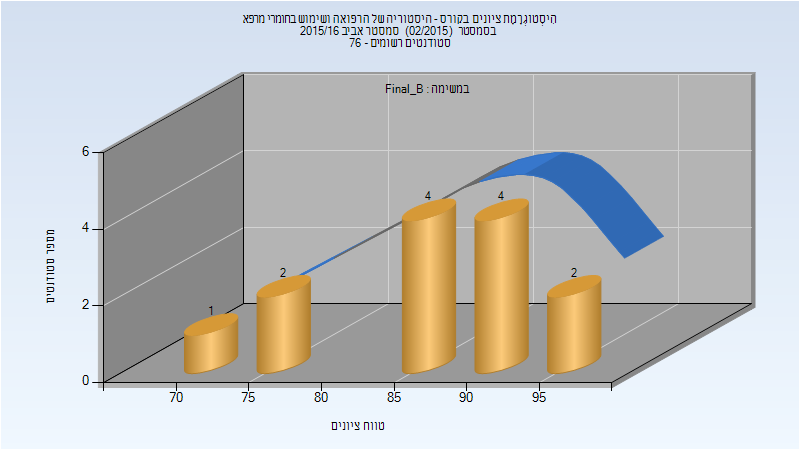 הִיסְטוֹגְרָמַת ציונים בקורס - היסטוריה של הרפואה ושימוש בחומרי מרפא
בסמסטר (02/2015) סמסטר אביב 2015/16
סטודנטים רשומים - 76
במשימה : Final_B
מספר סטודנטים
6
4
2
0
1
2
4
4
2
70 75 80 85 90 95
טווח ציונים